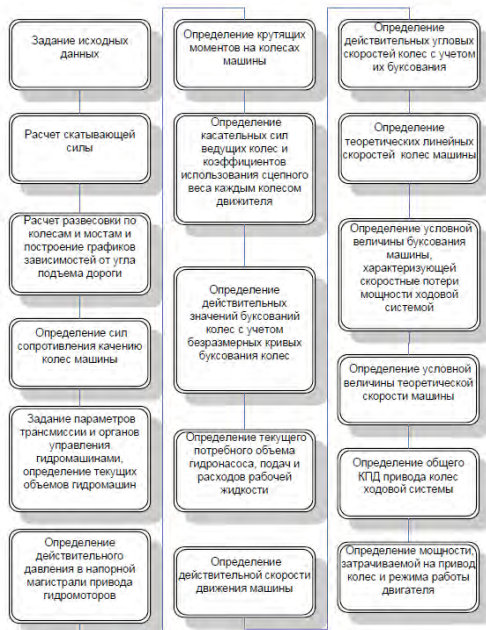 Задание исходных
данных
Расчет скатывающей
силы
Расчет развесовки по
колесам и мостам и
построение графиков
зависимостей от угла
подъема дороги
Определение сил
сопротивления качению
колес машины
Задание параметров
трансмиссии и органов
управления
гидромашинами,
определение текущих
объемов гидромашин
Определение
действительного
давления в напорной
магистрали привода
гидромоторов
Определение крутящих
моментов на колесах
машины
Определение
касательных сил
ведущих колес и
коэффициентов
использования сцепного
веса каждым колесом
движителя
Определение
действительных
значений буксований
колес с учетом
безразмерных кривых
буксования колес
Определение текущего
потребного объема
гидронасоса, подач и
расходов рабочей
жидкости
Определение
действительной скорости
движения машины
Определение
действительных угловых
скоростей колес с учетом
их буксования
Определение
теоретических линейных
скоростей колес машины
Определение условной
величины буксования
машины,
характеризующей
скоростные потери
мощности ходовой
системой
Определение условной
величины теоретической
скорости машины
Определение общего
КПД привода колес
ходовой системы
Определение мощности,
затрачиваемой на привод
колес и режима работы
двигателя